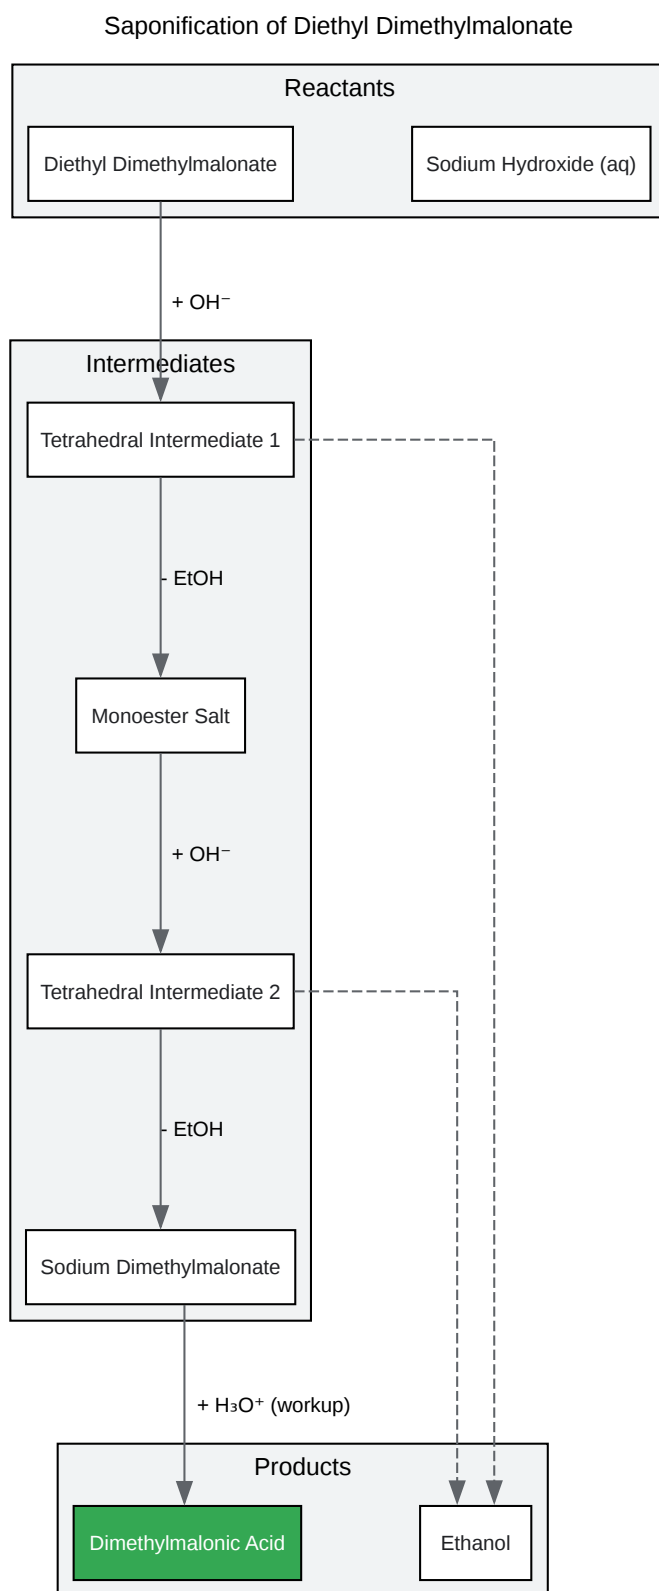 Saponification of Diethyl Dimethylmalonate
Reactants
Diethyl Dimethylmalonate
Sodium Hydroxide (aq)
+ OH⁻
Intermediates
Tetrahedral Intermediate 1
- EtOH
Monoester Salt
+ OH⁻
Tetrahedral Intermediate 2
- EtOH
Sodium Dimethylmalonate
+ H₃O⁺ (workup)
Products
Dimethylmalonic Acid
Ethanol